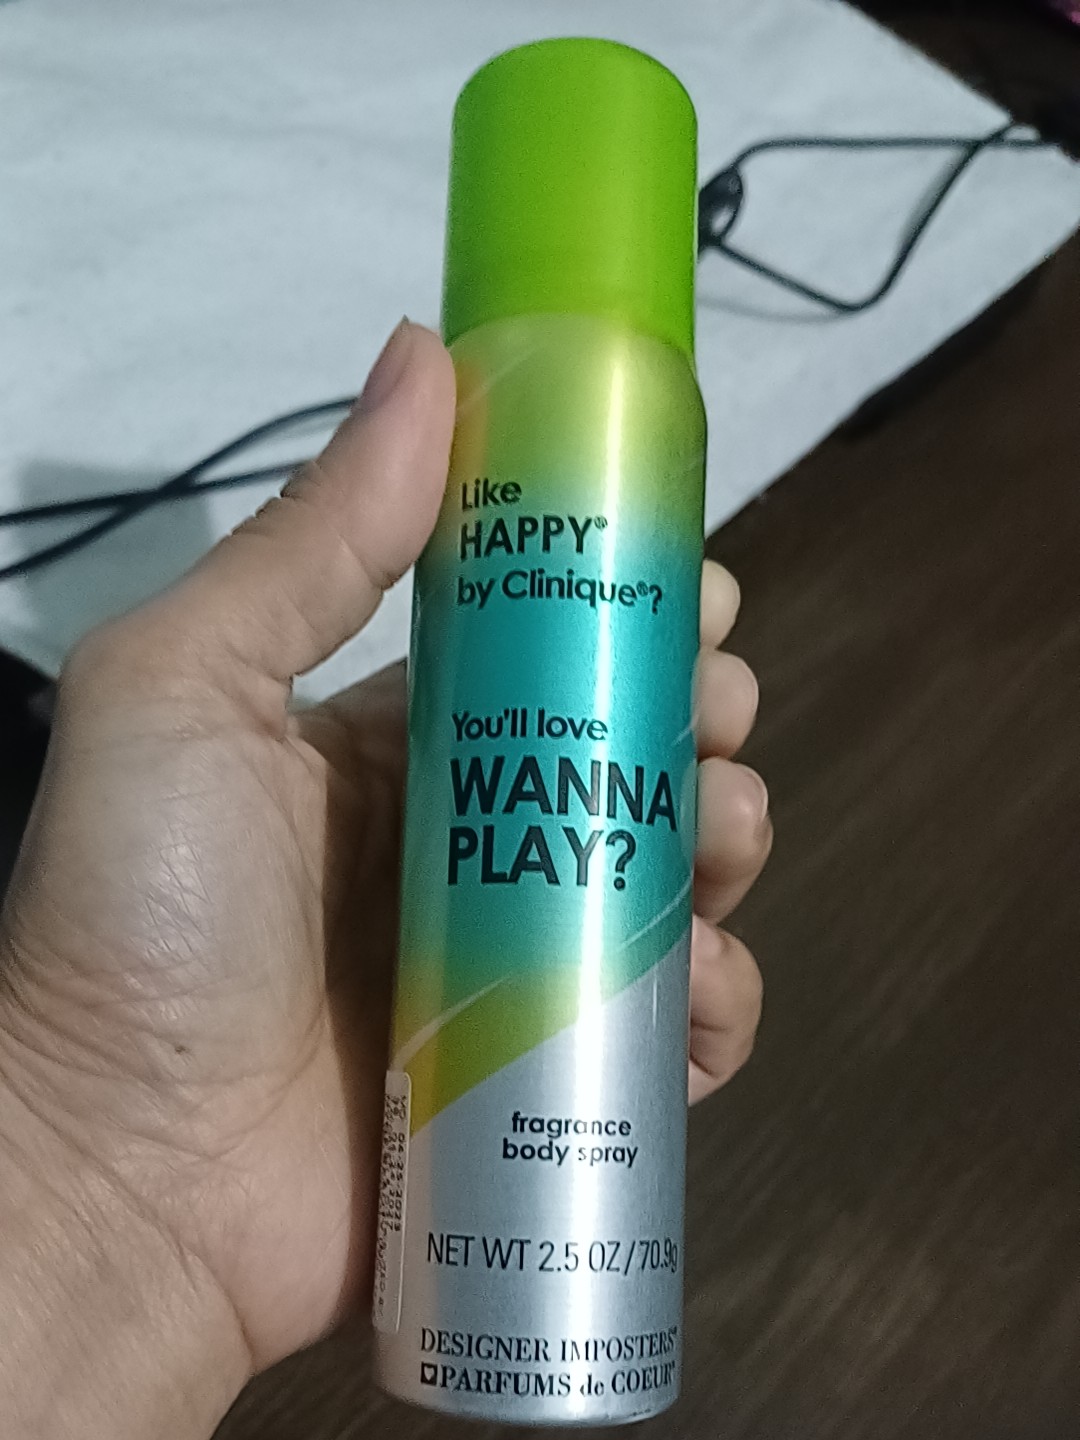 Like
HAPPY®
by Clinique®?
You'll love
WANNA
PLAY?
fragrance
body spray
NET WT 2.5 OZ/70.9g
DESIGNER IMPOSTERS®
PARFUMS de COEUR®